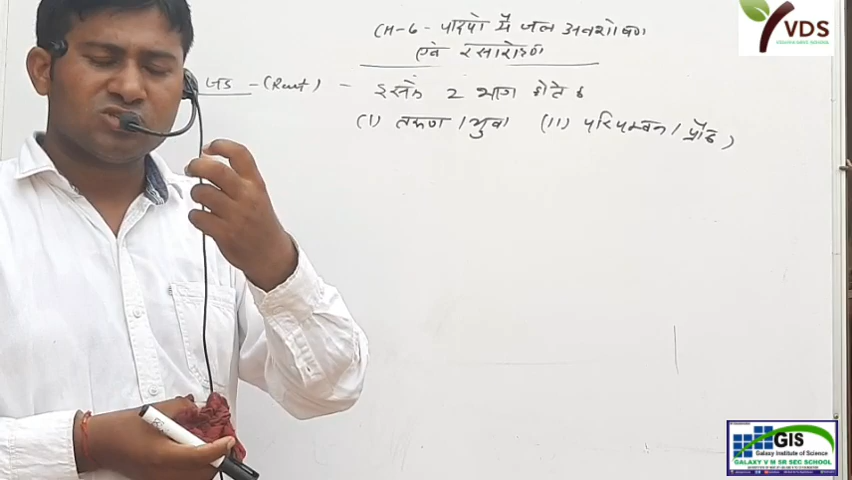 CH-6 - पादपो में जल अवशोषण
एवं रसारोहण
जड़ - (Root) - इसके 2 भाग होते है
(I) तरूण / युवा (II) परिपक्वन / प्रौढ )
VDS
GIS
Galaxy Institute of Science
GALAXY V M SR SEC SCHOOL